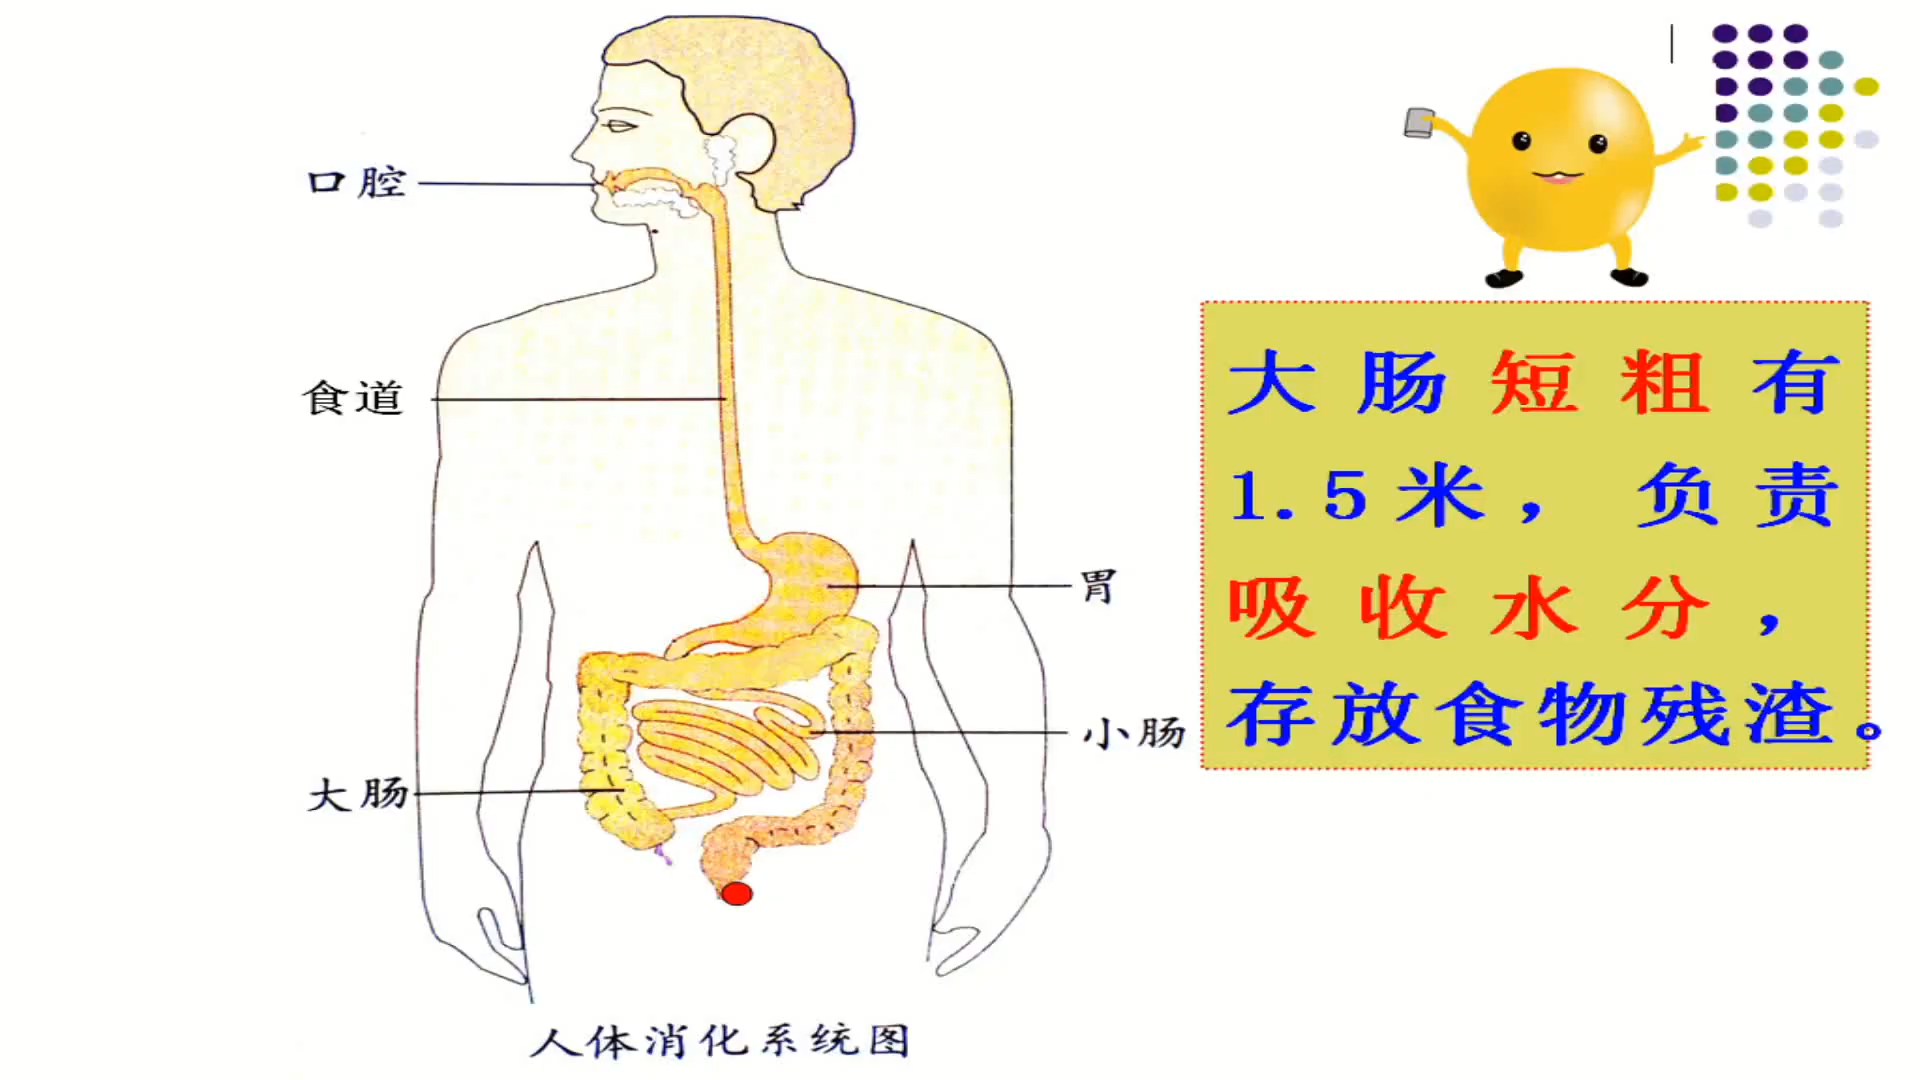 口腔
食道
胃
小肠
大肠
人体消化系统图
大肠短粗有
1.5米，负责
吸收水分，
存放食物残渣。